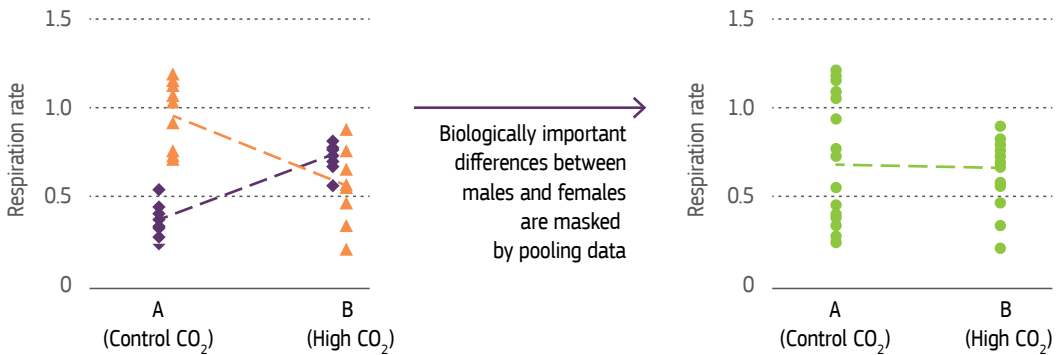 Respiration rate
1.5
1.0
0.5
0
A
(Control CO₂)
B
(High CO₂)
Biologically important
differences between
males and females
are masked
by pooling data
Respiration rate
1.5
1.0
0.5
0
A
(Control CO₂)
B
(High CO₂)